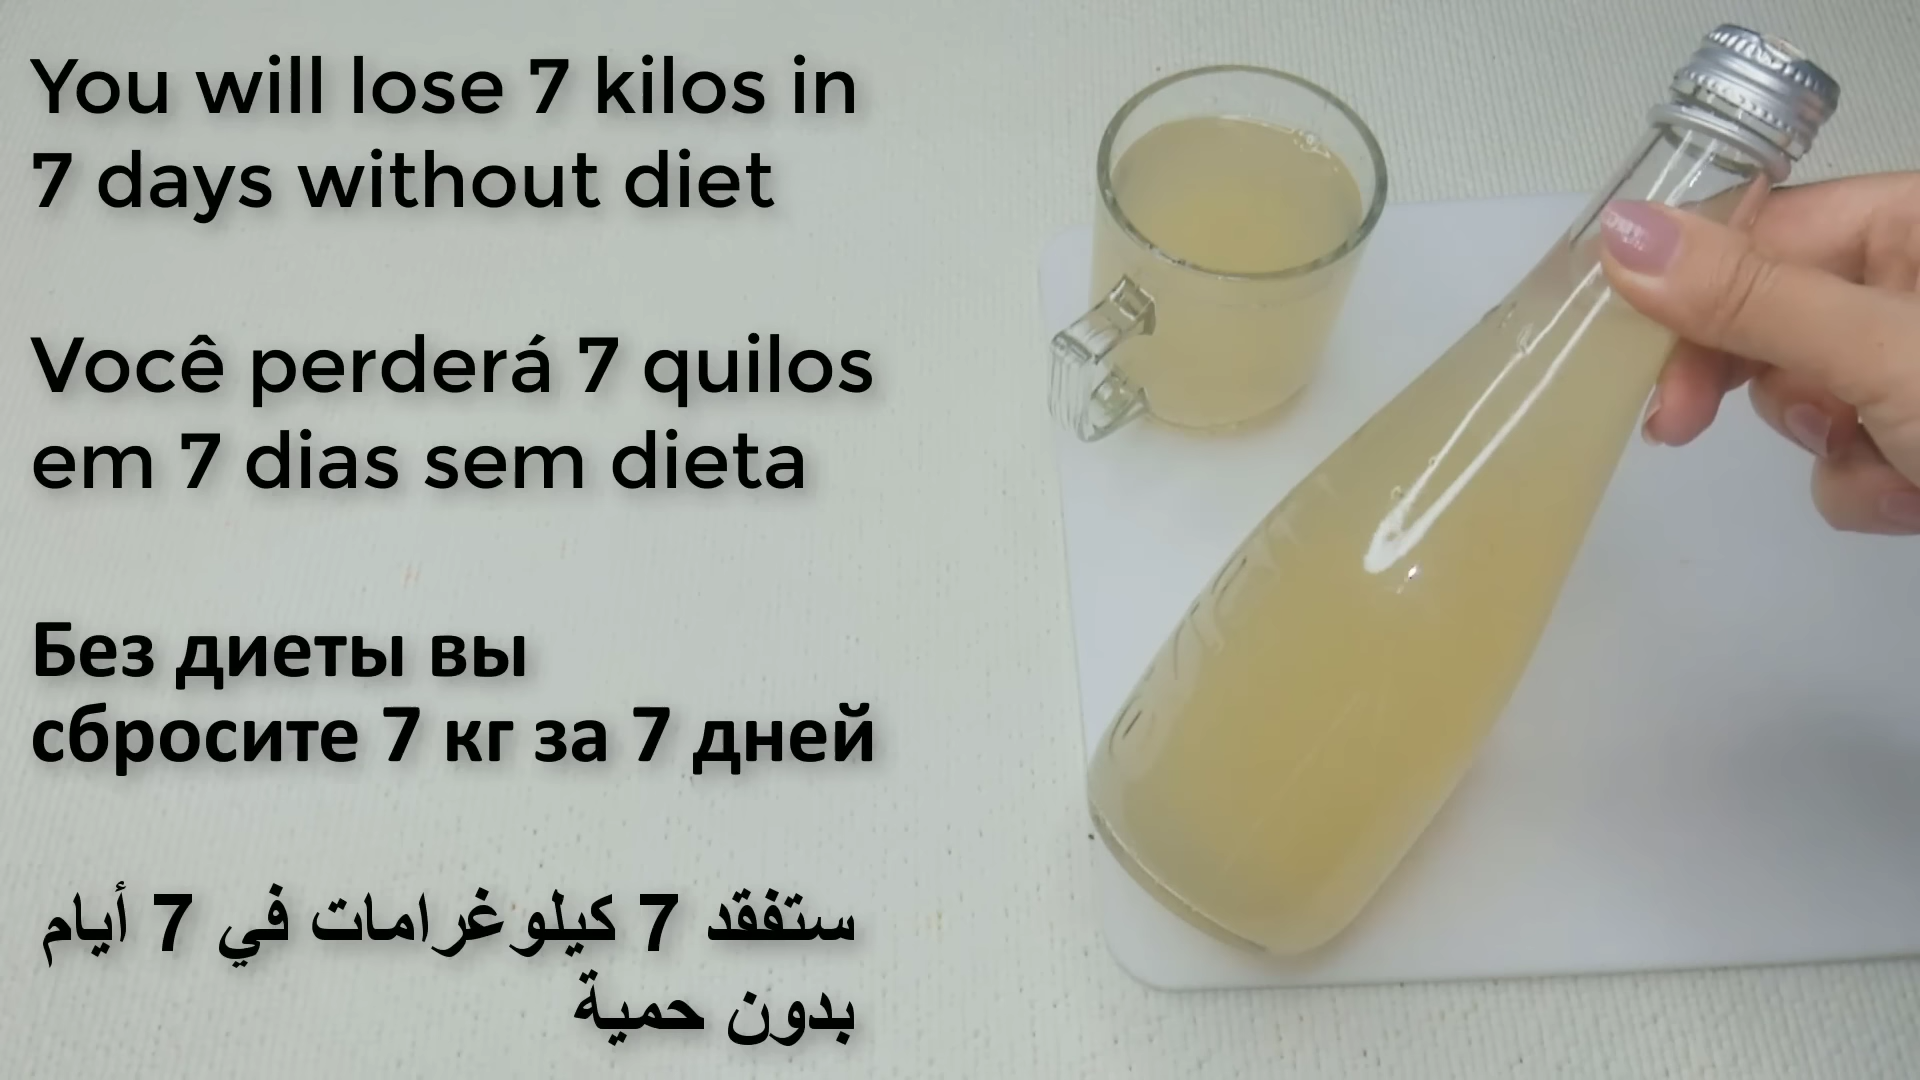 You will lose 7 kilos in
7 days without diet
Você perderá 7 quilos
em 7 dias sem dieta
Без диеты вы
сбросите 7 кг за 7 дней
ستفقد 7 كيلوغرامات في 7 أيام
بدون حمية